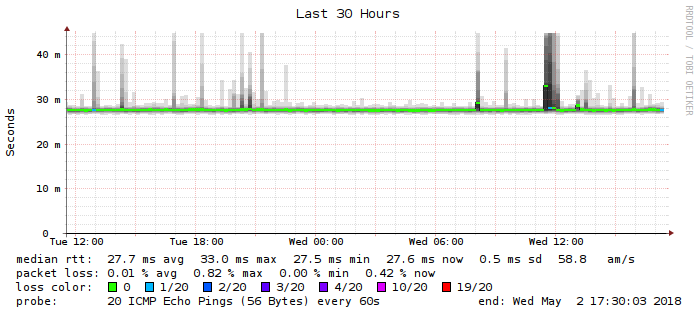 Last 30 Hours
RRDTOOL / TOBI OETIKER
Seconds
40 m
30 m
20 m
10 m
0
Tue 12:00 Tue 18:00 Wed 00:00 Wed 06:00 Wed 12:00
median rtt: 27.7 ms avg 33.0 ms max 27.5 ms min 27.6 ms now 0.5 ms sd 58.8 am/s
packet loss: 0.01 % avg 0.82 % max 0.00 % min 0.42 % now
loss color: 0 1/20 2/20 3/20 4/20 10/20 19/20
probe: 20 ICMP Echo Pings (56 Bytes) every 60s end: Wed May 2 17:30:03 2018